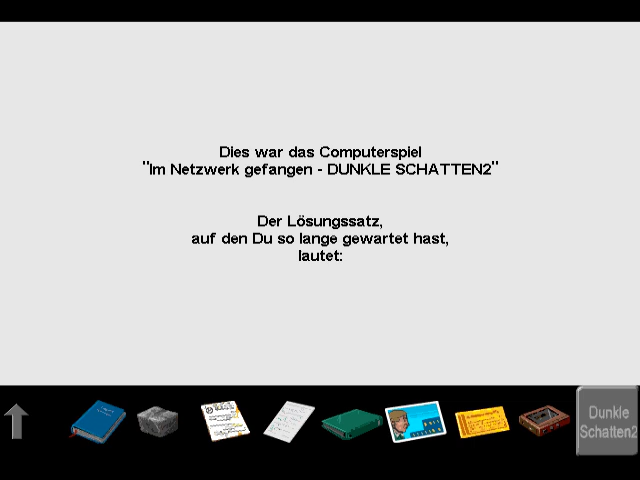 Dies war das Computerspiel
"Im Netzwerk gefangen - DUNKLE SCHATTEN2"
Der Lösungssatz,
auf den Du so lange gewartet hast,
lautet:
Dunkle
Schatten2